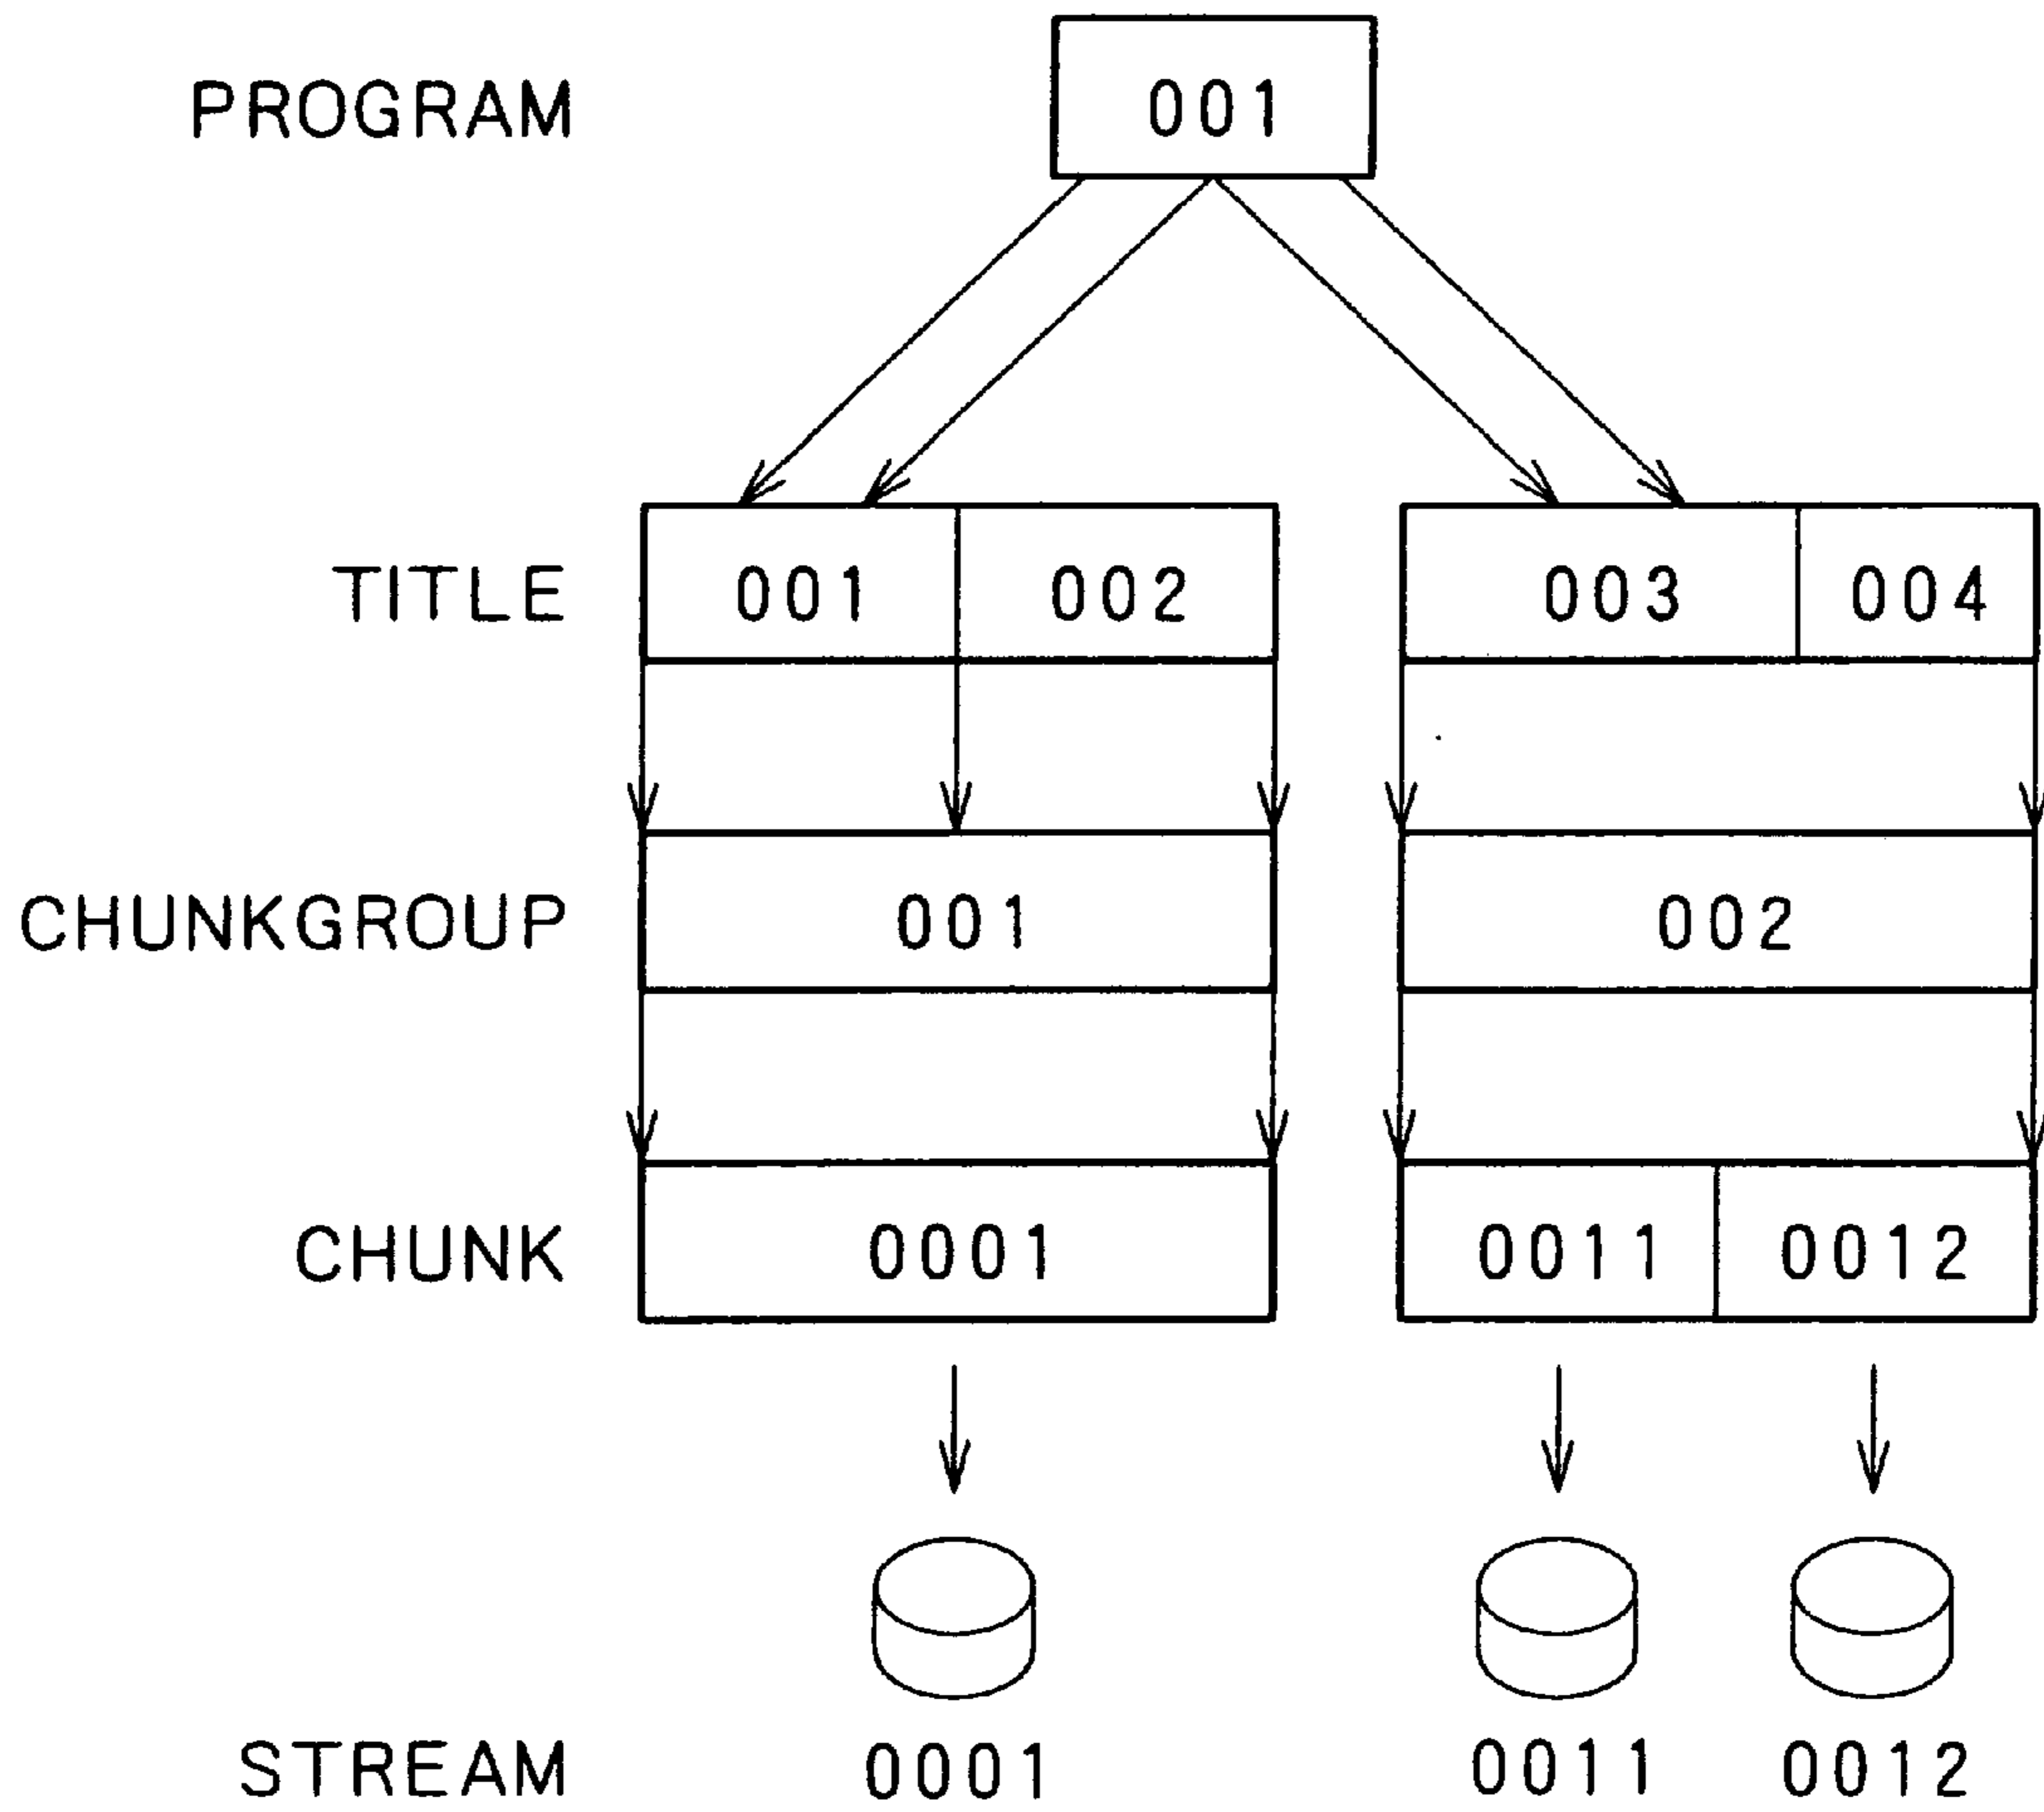 PROGRAM 001
TITLE 001 002 003 004
CHUNKGROUP 001 002
CHUNK 0001 0011 0012
STREAM 0001 0011 0012